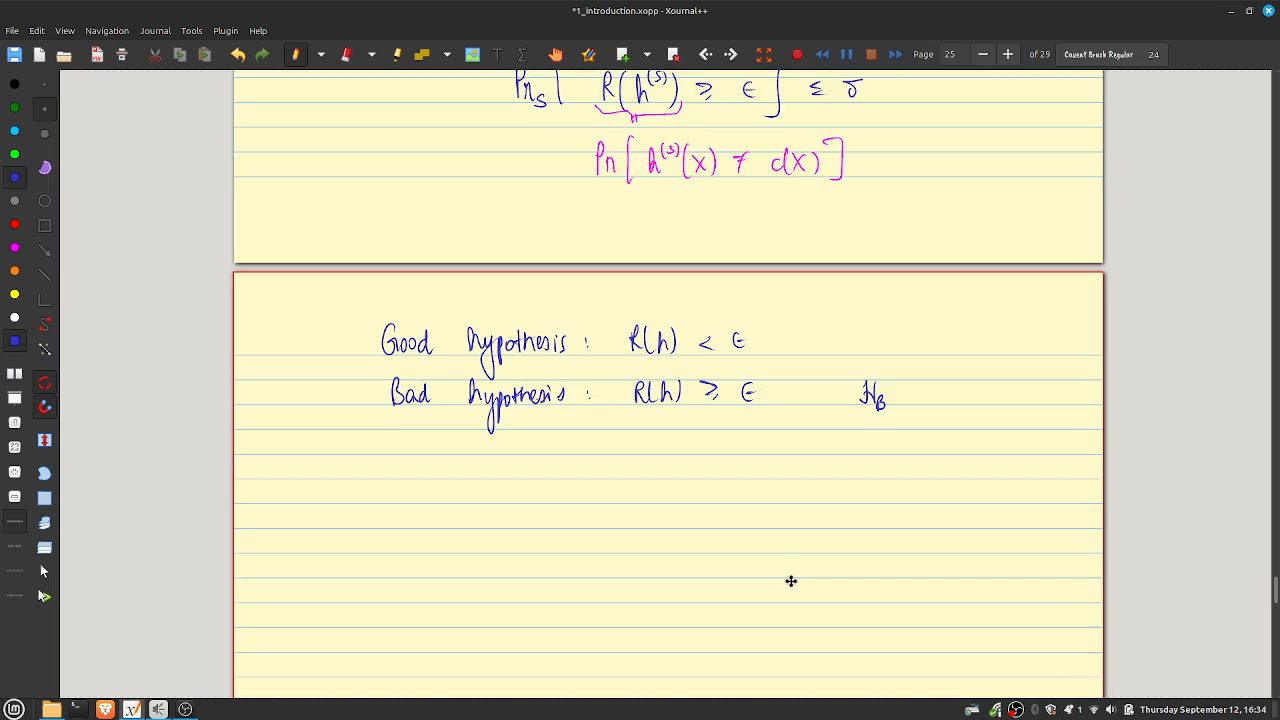 *1_introduction.xopp - Xournal++
File Edit View Navigation Journal Tools Plugin Help
Page 25 of 29 Caveat Brush Regular 24
Pr_S [ R(h^(S)) ⩾ ϵ ] ≤ δ
Pr [ h^(S)(X) ≠ c(X) ]
Good hypothesis : R(h) < ϵ
Bad hypothesis : R(h) ⩾ ϵ H_B
1 Thursday September 12, 16:34